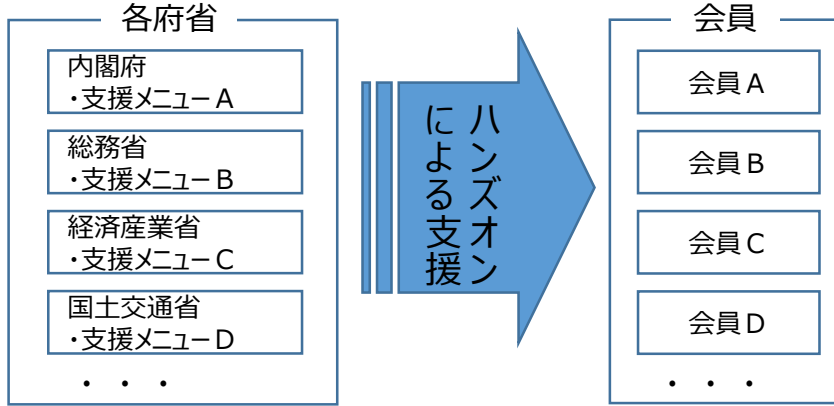 各府省
内閣府
・支援メニューA
総務省
・支援メニューB
経済産業省
・支援メニューC
国土交通省
・支援メニューD
・・・
ハンズオン
による支援
会員
会員A
会員B
会員C
会員D
・・・